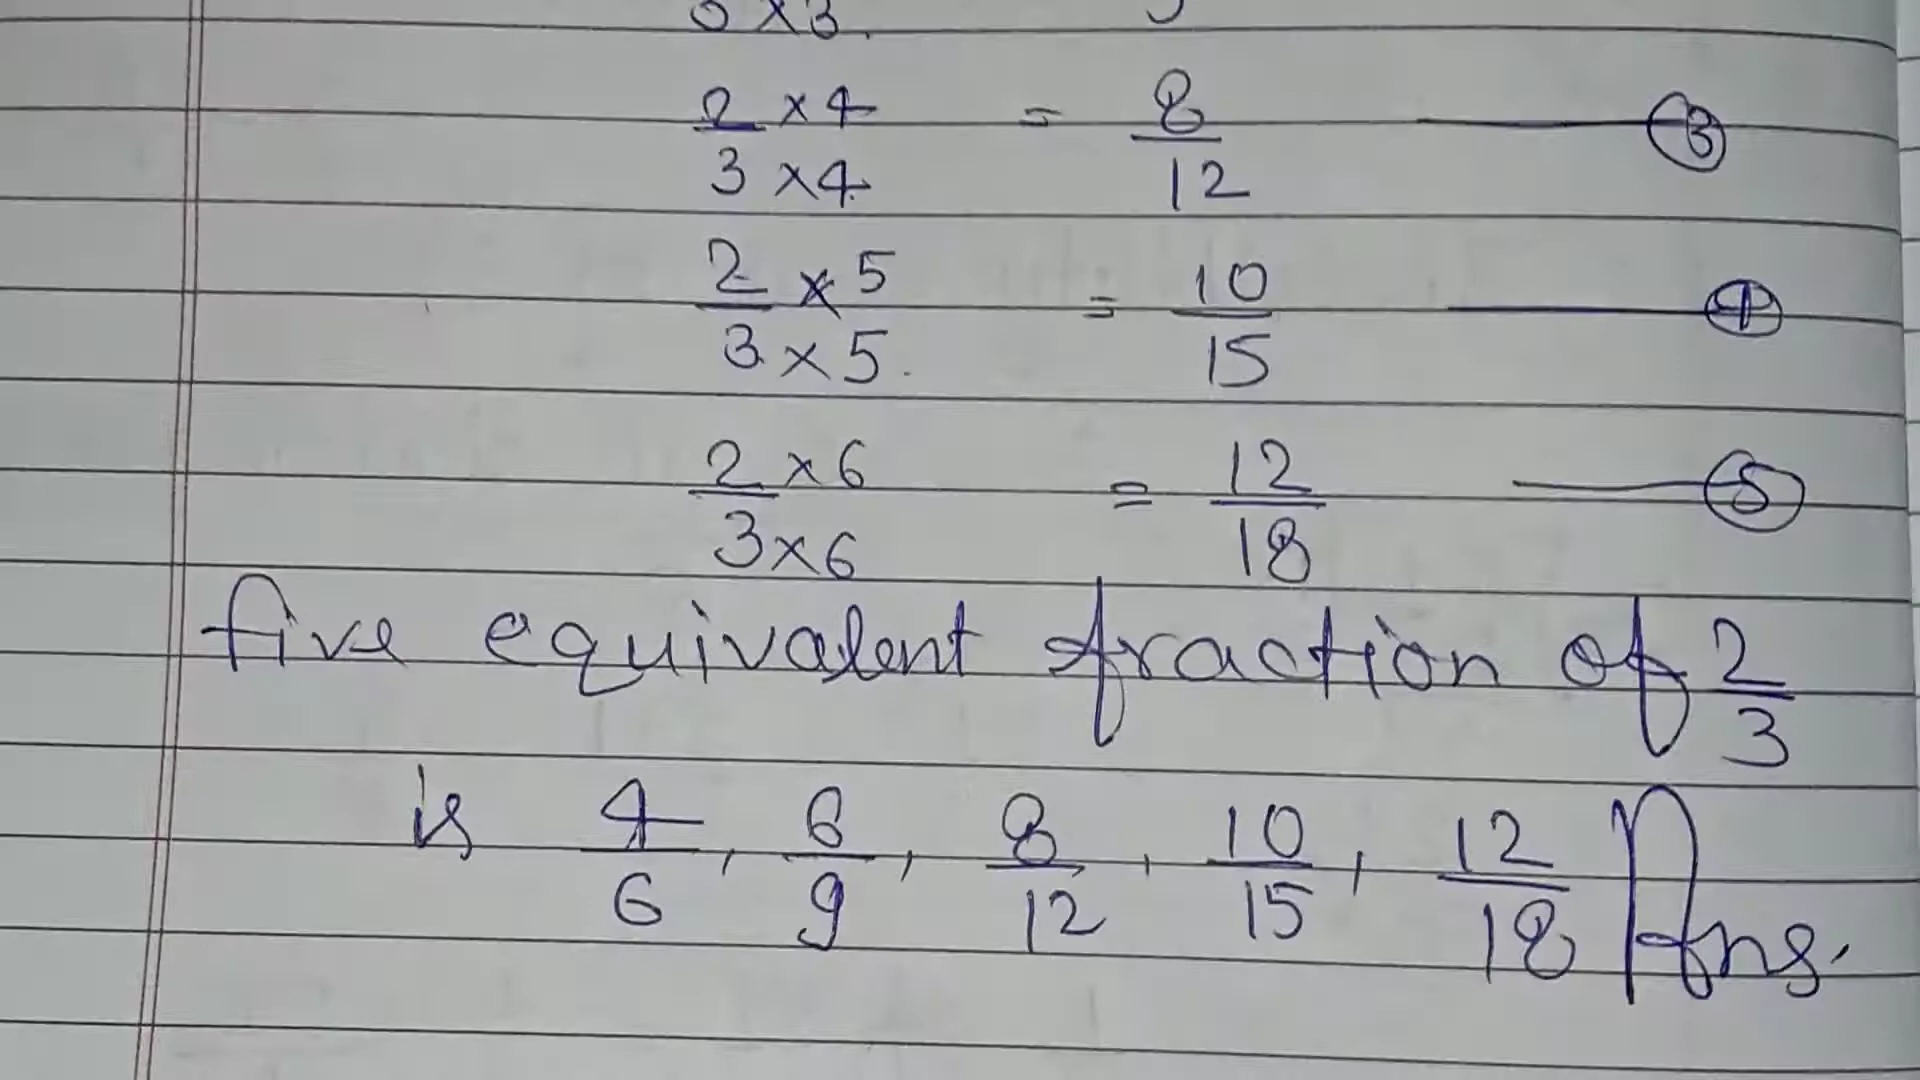 ×3.
2 × 4 = 8 3
3 × 4 12
2 × 5 = 10 4
3 × 5. 15
2 × 6 = 12 5
3 × 6 18
five equivalent fraction of 2/3
is 4/6, 6/9, 8/12, 10/15, 12/18 Ans.